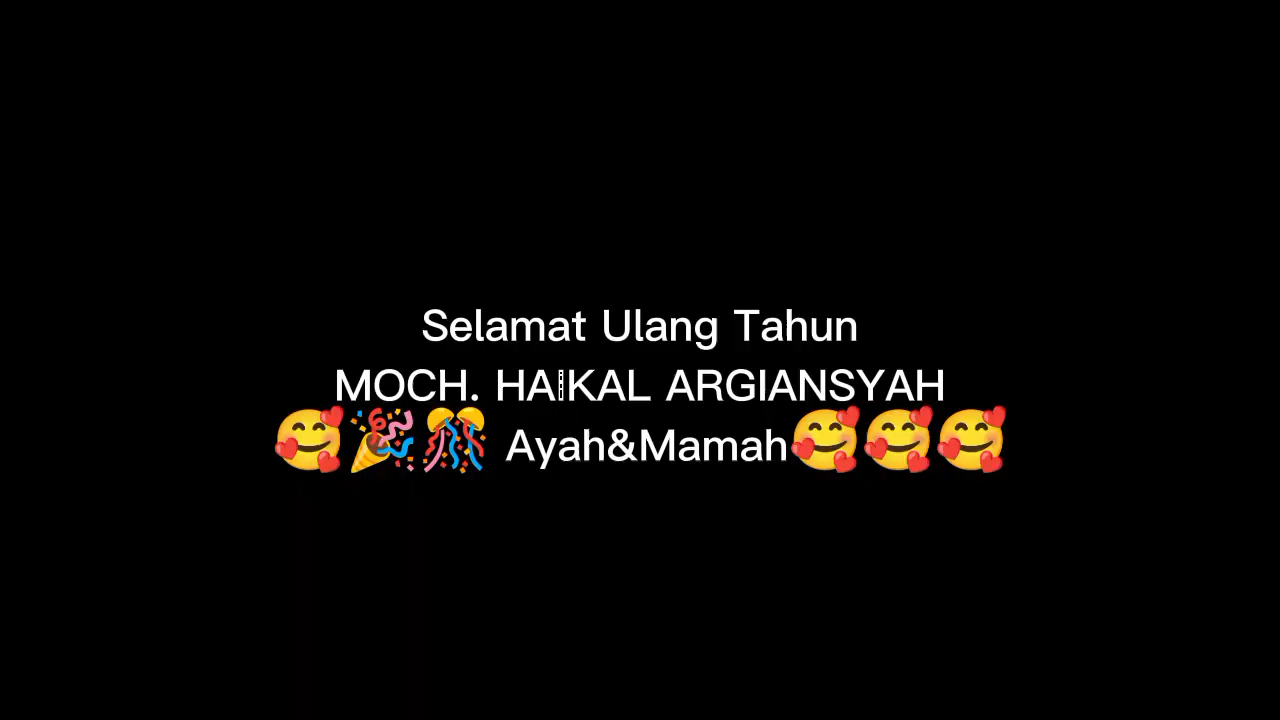 Selamat Ulang Tahun
MOCH. HAIKAL ARGIANSYAH
🥰🎉🎊 Ayah&Mamah🥰🥰🥰